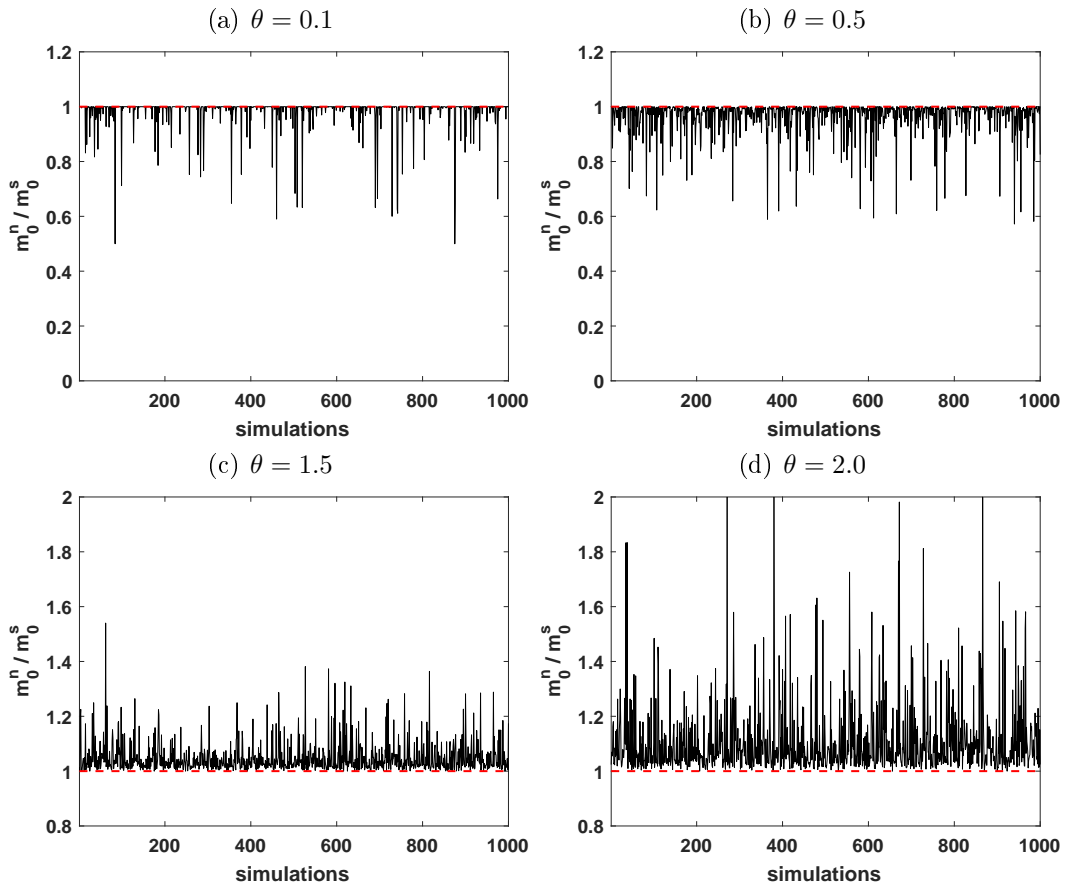 (a) θ = 0.1
1.2
1
0.8
0.6
0.4
0.2
0
m₀ⁿ / m₀ˢ
200 400 600 800 1000
simulations
(b) θ = 0.5
1.2
1
0.8
0.6
0.4
0.2
0
m₀ⁿ / m₀ˢ
200 400 600 800 1000
simulations
(c) θ = 1.5
2
1.8
1.6
1.4
1.2
1
0.8
m₀ⁿ / m₀ˢ
200 400 600 800 1000
simulations
(d) θ = 2.0
2
1.8
1.6
1.4
1.2
1
0.8
m₀ⁿ / m₀ˢ
200 400 600 800 1000
simulations